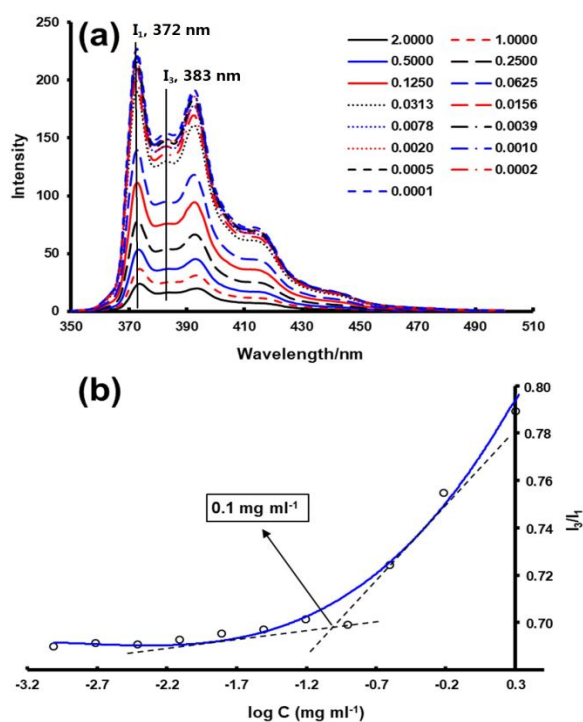 (a)
I₁, 372 nm
I₃, 383 nm
2.0000
1.0000
0.5000
0.2500
0.1250
0.0625
0.0313
0.0156
0.0078
0.0039
0.0020
0.0010
0.0005
0.0002
0.0001
250
200
150
100
50
0
Intensity
350 370 390 410 430 450 470 490 510
Wavelength/nm
(b)
0.1 mg ml⁻¹
0.80
0.78
0.76
0.74
0.72
0.70
I₃/I₁
-3.2 -2.7 -2.2 -1.7 -1.2 -0.7 -0.2 0.3
log C (mg ml⁻¹)